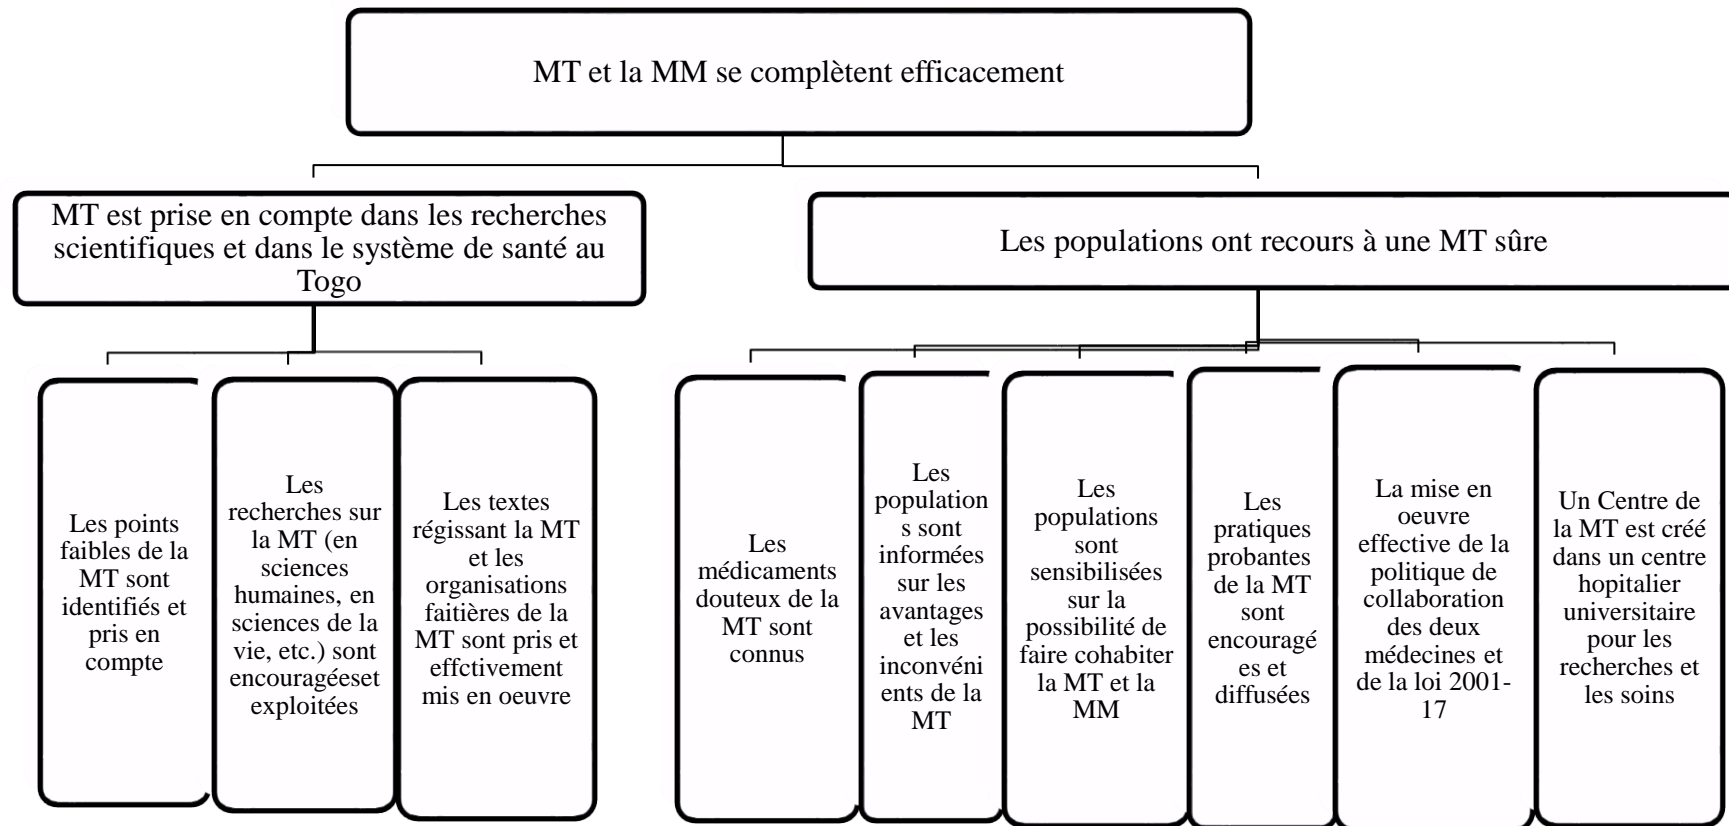 MT et la MM se complètent efficacement
MT est prise en compte dans les recherches
scientifiques et dans le système de santé au
Togo
Les populations ont recours à une MT sûre
Les points
faibles de la
MT sont
identifiés et
pris en
compte
Les
recherches sur
la MT (en
sciences
humaines, en
sciences de la
vie, etc.) sont
encouragéeset
exploitées
Les textes
régissant la MT
et les
organisations
faitières de la
MT sont pris et
effctivement
mis en oeuvre
Les
médicaments
douteux de la
MT sont
connus
Les
population
s sont
informées
sur les
avantages
et les
inconvéni
ents de la
MT
Les
populations
sont
sensibilisées
sur la
possibilité de
faire cohabiter
la MT et la
MM
Les
pratiques
probantes
de la MT
sont
encouragé
es et
diffusées
La mise en
oeuvre
effective de la
politique de
collaboration
des deux
médecines et
de la loi 2001-
17
Un Centre de
la MT est créé
dans un centre
hopitalier
universitaire
pour les
recherches et
les soins